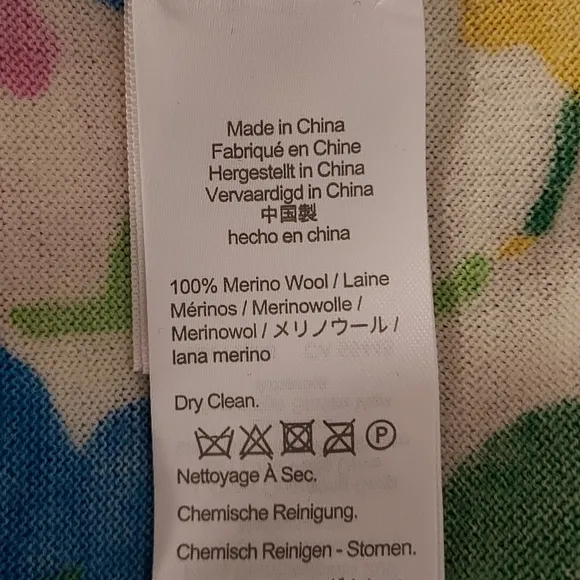 Made in China
Fabriqué en Chine
Hergestellt in China
Vervaardigd in China
中国製
hecho en china
100% Merino Wool / Laine
Mérinos / Merinowolle /
Merinowol / メリノウール /
lana merino
Dry Clean.
P
Nettoyage À Sec.
Chemische Reinigung.
Chemisch Reinigen - Stomen.